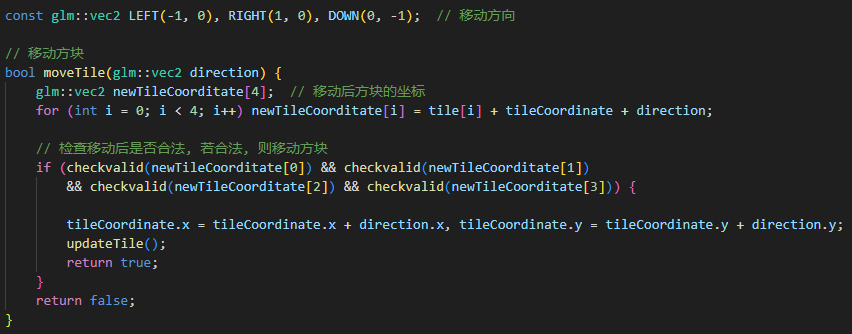 const glm::vec2 LEFT(-1, 0), RIGHT(1, 0), DOWN(0, -1);  // 移动方向

// 移动方块
bool moveTile(glm::vec2 direction) {
    glm::vec2 newTileCoorditate[4];  // 移动后方块的坐标
    for (int i = 0; i < 4; i++) newTileCoorditate[i] = tile[i] + tileCoordinate + direction;

    // 检查移动后是否合法, 若合法, 则移动方块
    if (checkvalid(newTileCoorditate[0]) && checkvalid(newTileCoorditate[1])
        && checkvalid(newTileCoorditate[2]) && checkvalid(newTileCoorditate[3])) {

        tileCoordinate.x = tileCoordinate.x + direction.x, tileCoordinate.y = tileCoordinate.y + direction.y;
        updateTile();
        return true;
    }
    return false;
}